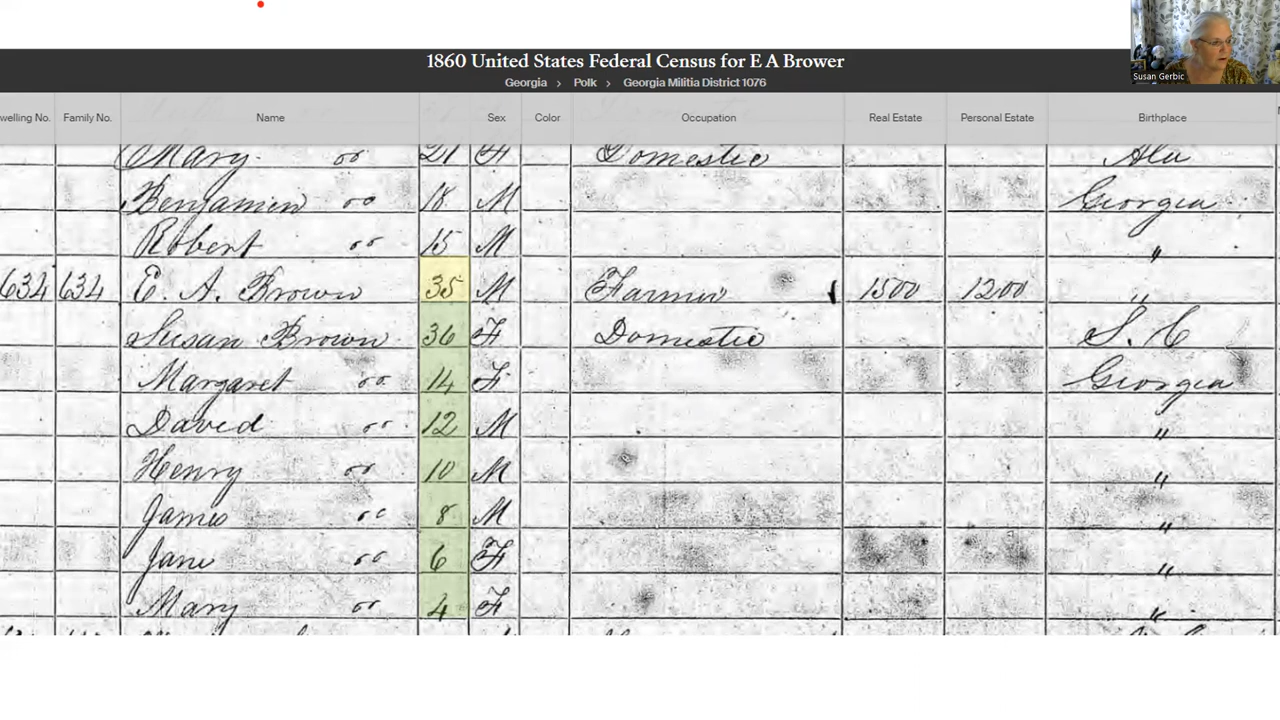 1860 United States Federal Census for E A Brower
Georgia > Polk > Georgia Militia District 1076
Susan Gerbic
welling No. Family No. Name Sex Color Occupation Real Estate Personal Estate Birthplace
Mary " 21 F Domestic Ala
Benjamin " 18 M Georgia
Robert " 15 M "
634 634 E. A. Brown 35 M Farmer 1500 1200 "
Susan Brown 36 F Domestic S. C
Margaret " 14 F Georgia
David " 12 M "
Henry " 10 M "
James " 8 M "
Jane " 6 F "
Mary " 4 F "